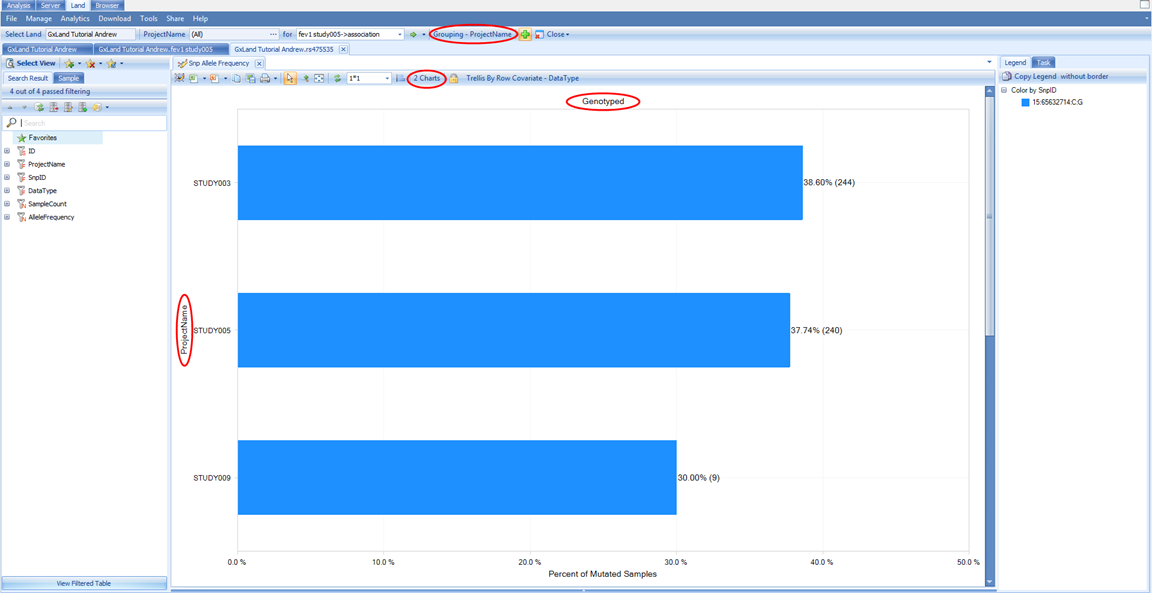 Analysis Server Land Browser
File Manage Analytics Download Tools Share Help
Select Land GxLand Tutorial Andrew ProjectName (All) ... for fev1study005->association Grouping - ProjectName Close
GxLand Tutorial Andrew GxLand Tutorial Andrew.fev1study005 GxLand Tutorial Andrew.rs475535
Select View
Snp Allele Frequency
Legend Task
Search Result Sample
1*1 2 Charts Trellis By Row Covariate - DataType
Copy Legend without border
4 out of 4 passed filtering
Color by SnpID
15:65632714:C:G
Search
Favorites
ID
ProjectName
SnpID
DataType
SampleCount
AlleleFrequency
View Filtered Table
Genotyped
ProjectName
STUDY003
38.60% (244)
STUDY005
37.74% (240)
STUDY009
30.00% (9)
0.0 % 10.0 % 20.0 % 30.0 % 40.0 % 50.0 %
Percent of Mutated Samples